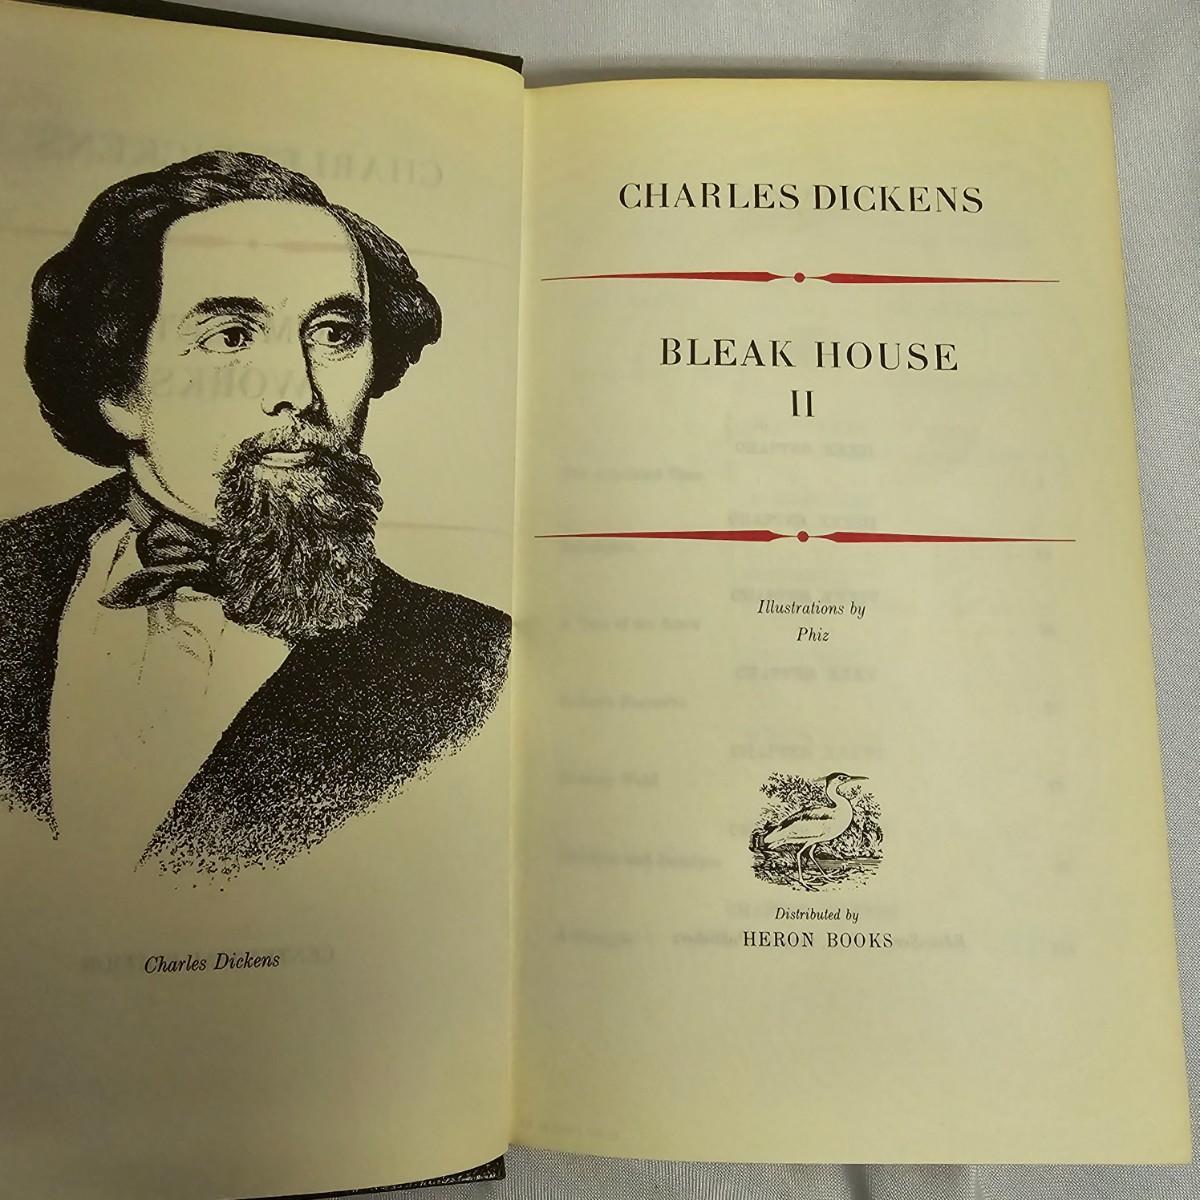 Charles Dickens
CHARLES DICKENS
BLEAK HOUSE
II
Illustrations by
Phiz
Distributed by
HERON BOOKS